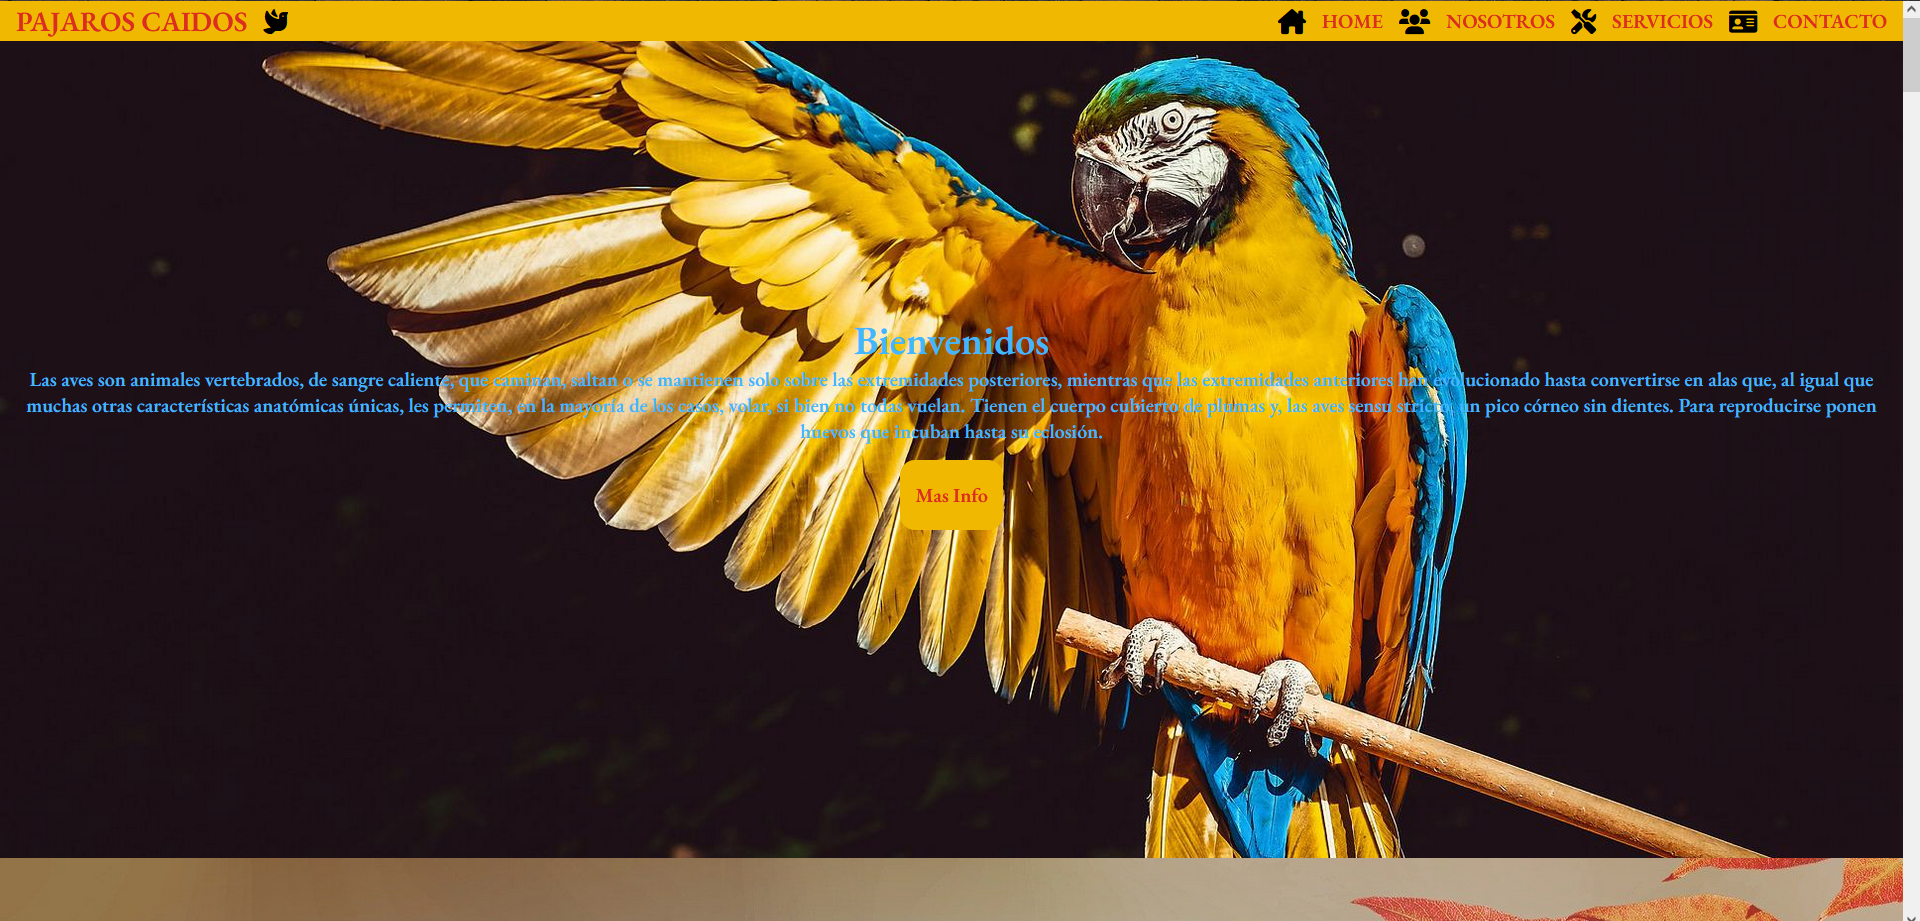 PAJAROS CAIDOS
HOME NOSOTROS SERVICIOS CONTACTO
Bienvenidos
Las aves son animales vertebrados, de sangre caliente, que caminan, saltan o se mantienen solo sobre las extremidades posteriores, mientras que las extremidades anteriores han evolucionado hasta convertirse en alas que, al igual que
muchas otras características anatómicas únicas, les permiten, en la mayoría de los casos, volar, si bien no todas vuelan. Tienen el cuerpo cubierto de plumas y, las aves sensu stricto, un pico córneo sin dientes. Para reproducirse ponen
huevos que incuban hasta su eclosión.
Mas Info